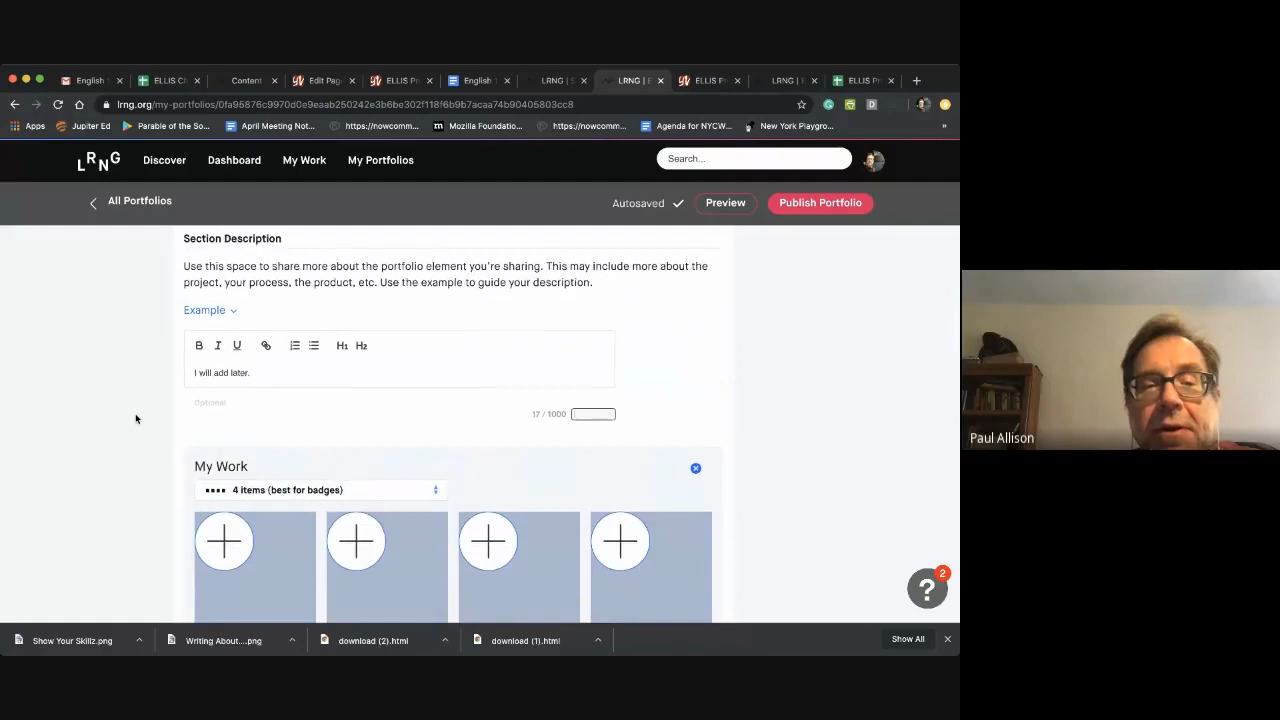 English
ELLIS Cl
Content
Edit Page
ELLIS Pr
English 1
LRNG | S
LRNG | E
ELLIS Pr
LRNG |
ELLIS Pr
lrng.org/my-portfolios/0fa95876c9970d0e9eaab250242e3b6be302f118f6b9b7acaa74b90405803cc8
Apps
Jupiter Ed
Parable of the So...
April Meeting Not...
https://nowcomm...
Mozilla Foundatio...
https://nowcomm...
Agenda for NYCW...
New York Playgro...
»
LRNG
Discover
Dashboard
My Work
My Portfolios
Search...
All Portfolios
Autosaved
Preview
Publish Portfolio
Section Description
Use this space to share more about the portfolio element you're sharing. This may include more about the
project, your process, the product, etc. Use the example to guide your description.
Example
B I U H1 H2
I will add later.
Optional
17 / 1000
My Work
4 items (best for badges)
?
2
Paul Allison
Show Your Skillz.png
Writing About....png
download (2).html
download (1).html
Show All